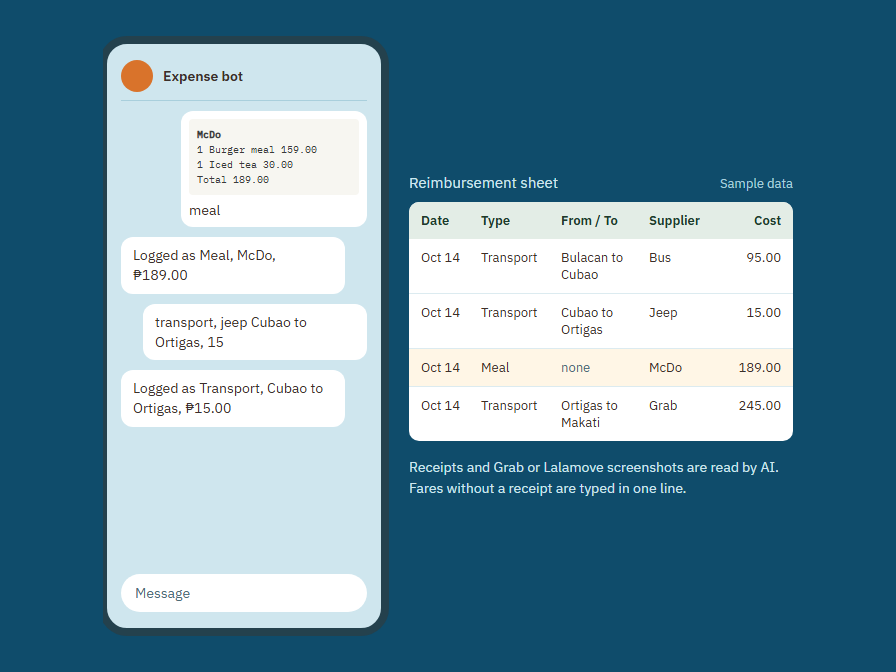 Expense bot
McDo
1 Burger meal 159.00
1 Iced tea 30.00
Total 189.00
meal
Logged as Meal, McDo,
₱189.00
transport, jeep Cubao to
Ortigas, 15
Logged as Transport, Cubao to
Ortigas, ₱15.00
Message
Reimbursement sheet Sample data
Date Type From / To Supplier Cost
Oct 14 Transport Bulacan to Bus 95.00
Cubao
Oct 14 Transport Cubao to Jeep 15.00
Ortigas
Oct 14 Meal none McDo 189.00
Oct 14 Transport Ortigas to Grab 245.00
Makati
Receipts and Grab or Lalamove screenshots are read by AI.
Fares without a receipt are typed in one line.